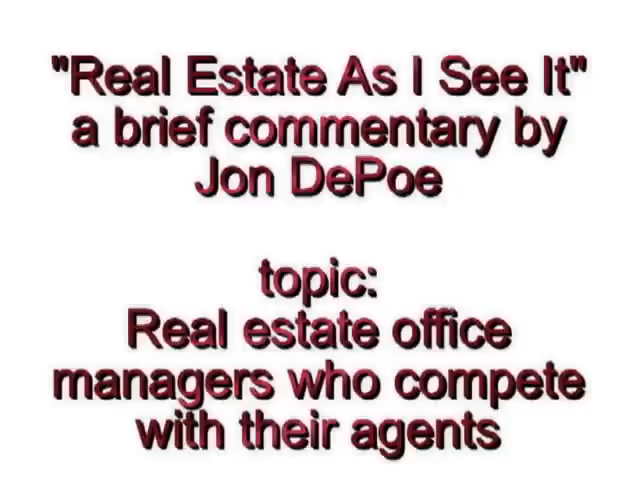 "Real Estate As I See It"
a brief commentary by
Jon DePoe
topic:
Real estate office
managers who compete
with their agents